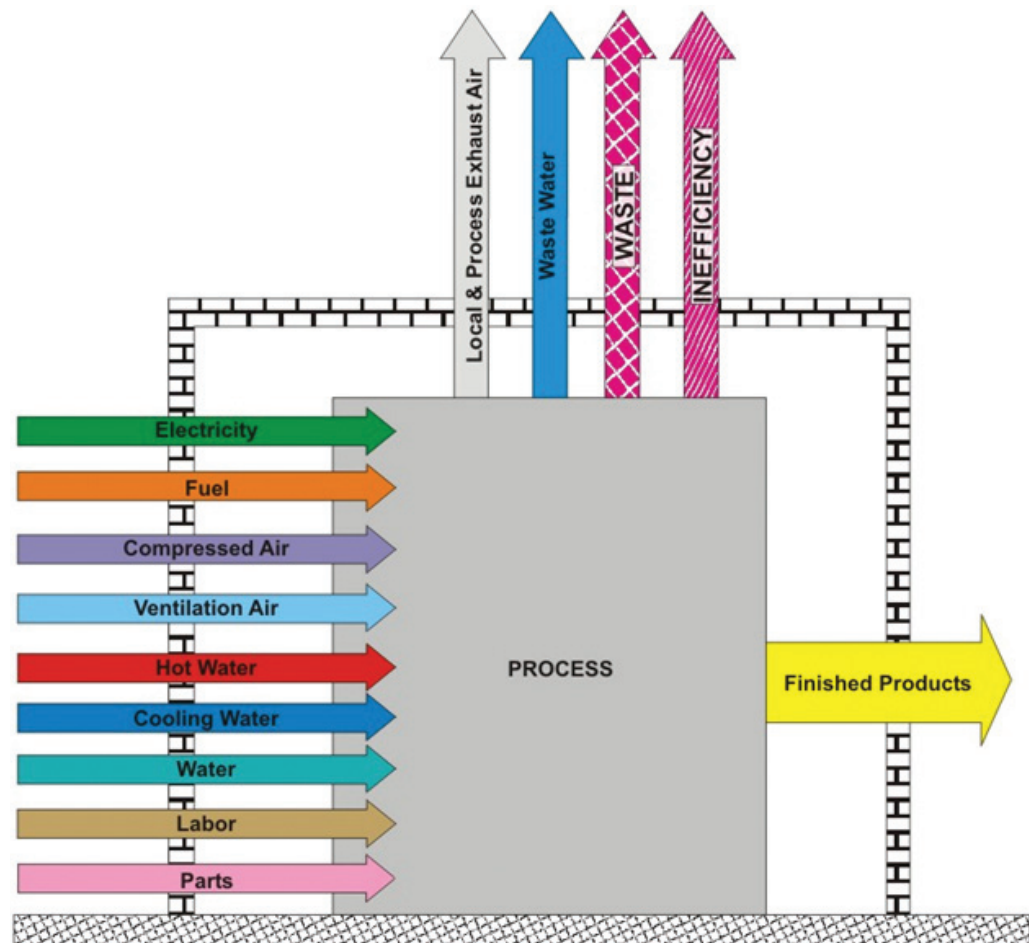 Local & Process Exhaust Air
Waste Water
WASTE
INEFFICIENCY
Electricity
Fuel
Compressed Air
Ventilation Air
Hot Water
Cooling Water
Water
Labor
Parts
PROCESS
Finished Products